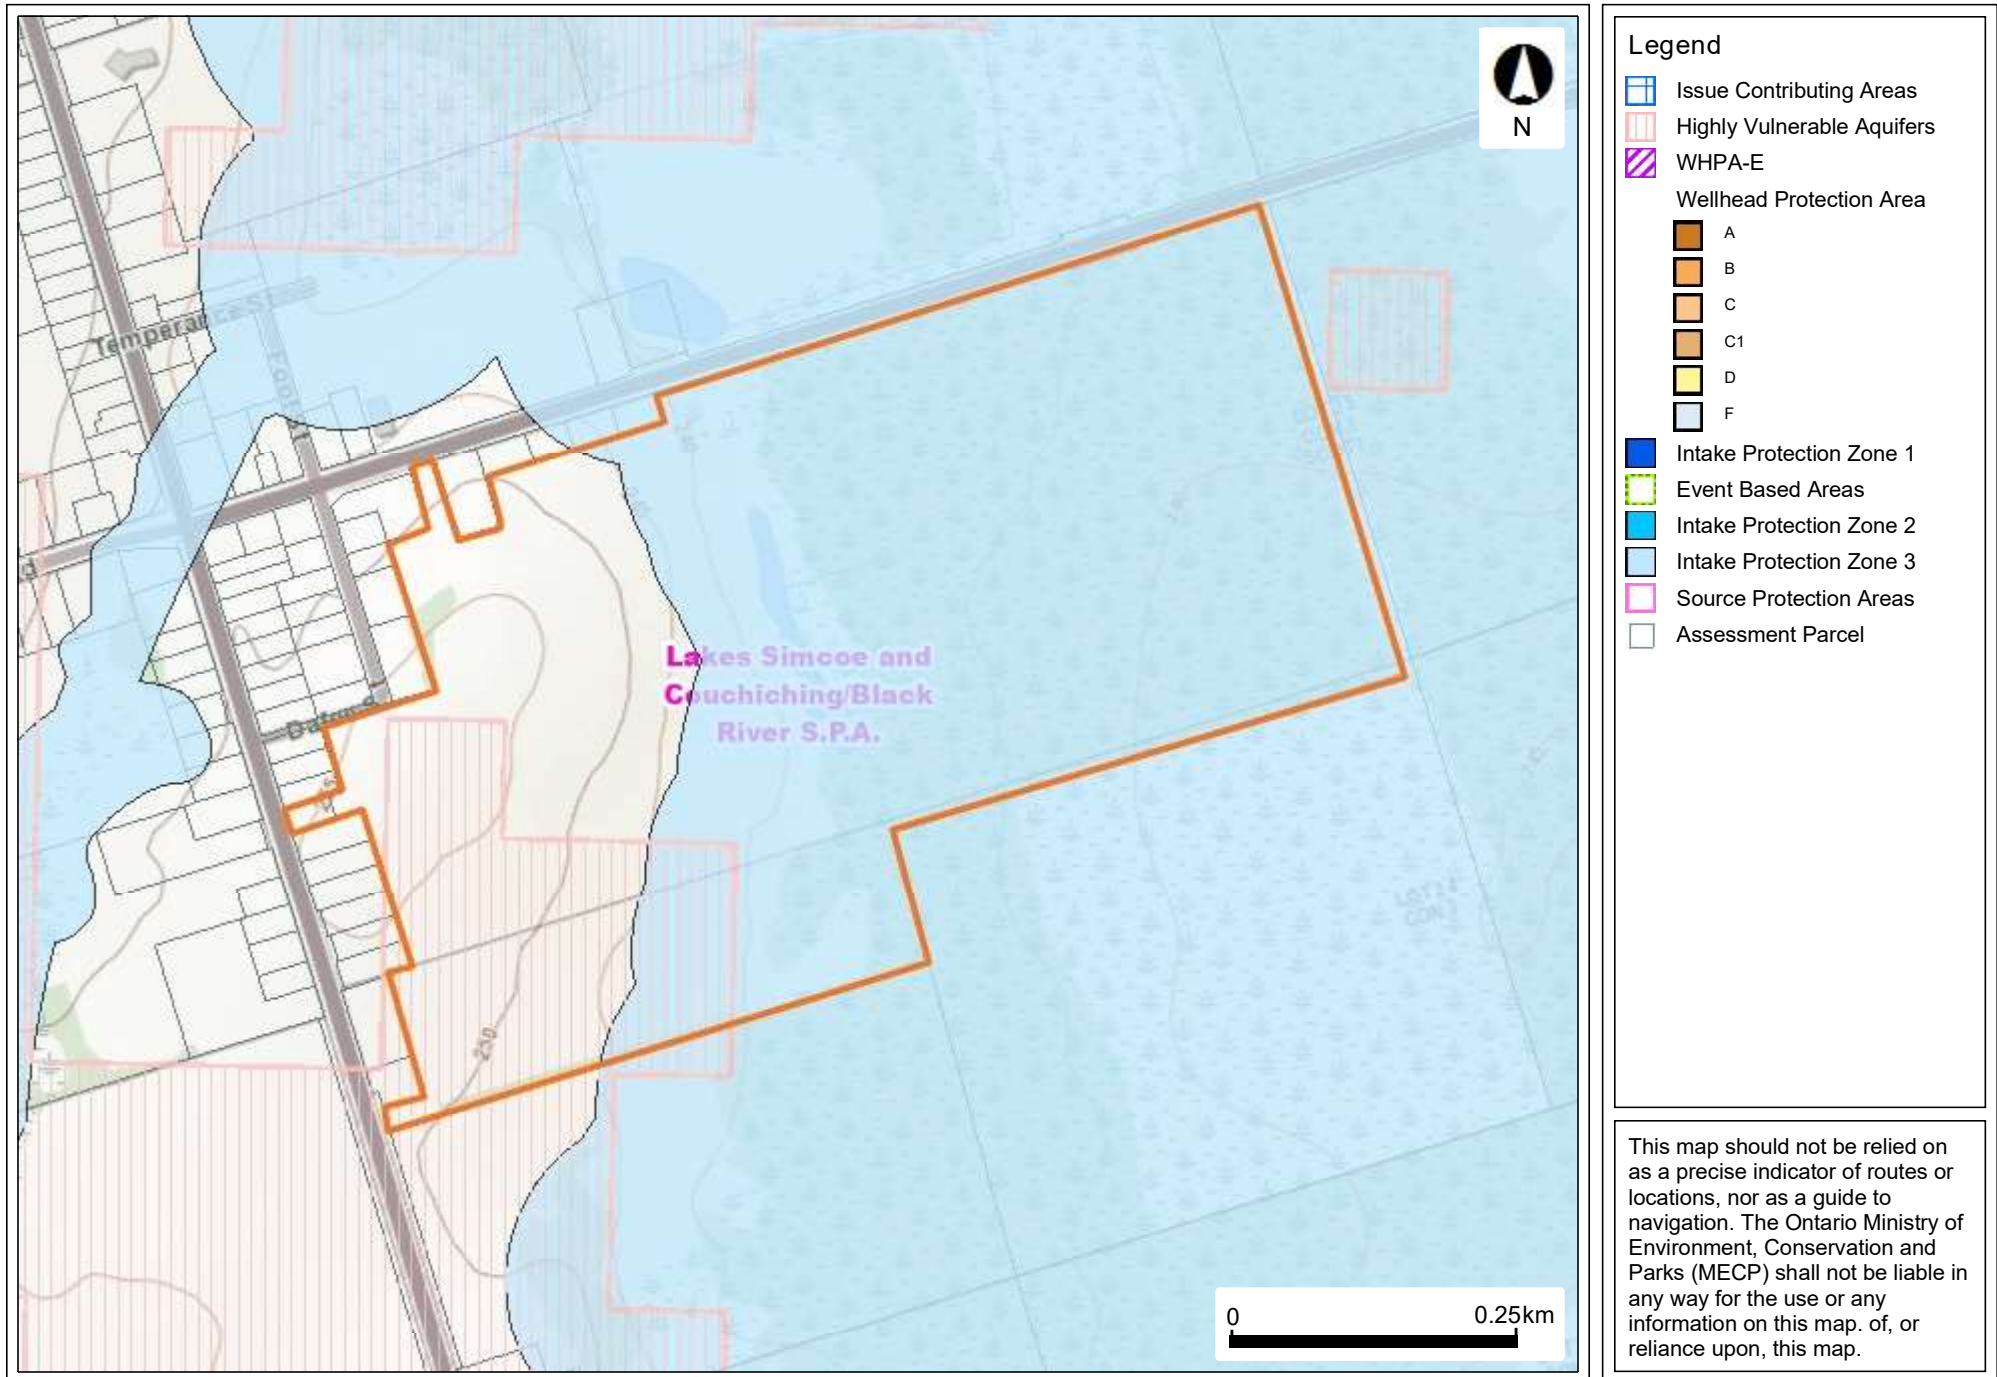 N
Temperance St
Lakes Simcoe and
Couchiching/Black
River S.P.A.
250
0 0.25km
Legend
Issue Contributing Areas
Highly Vulnerable Aquifers
WHPA-E
Wellhead Protection Area
A
B
C
C1
D
F
Intake Protection Zone 1
Event Based Areas
Intake Protection Zone 2
Intake Protection Zone 3
Source Protection Areas
Assessment Parcel
This map should not be relied on
as a precise indicator of routes or
locations, nor as a guide to
navigation. The Ontario Ministry of
Environment, Conservation and
Parks (MECP) shall not be liable in
any way for the use or any
information on this map. of, or
reliance upon, this map.